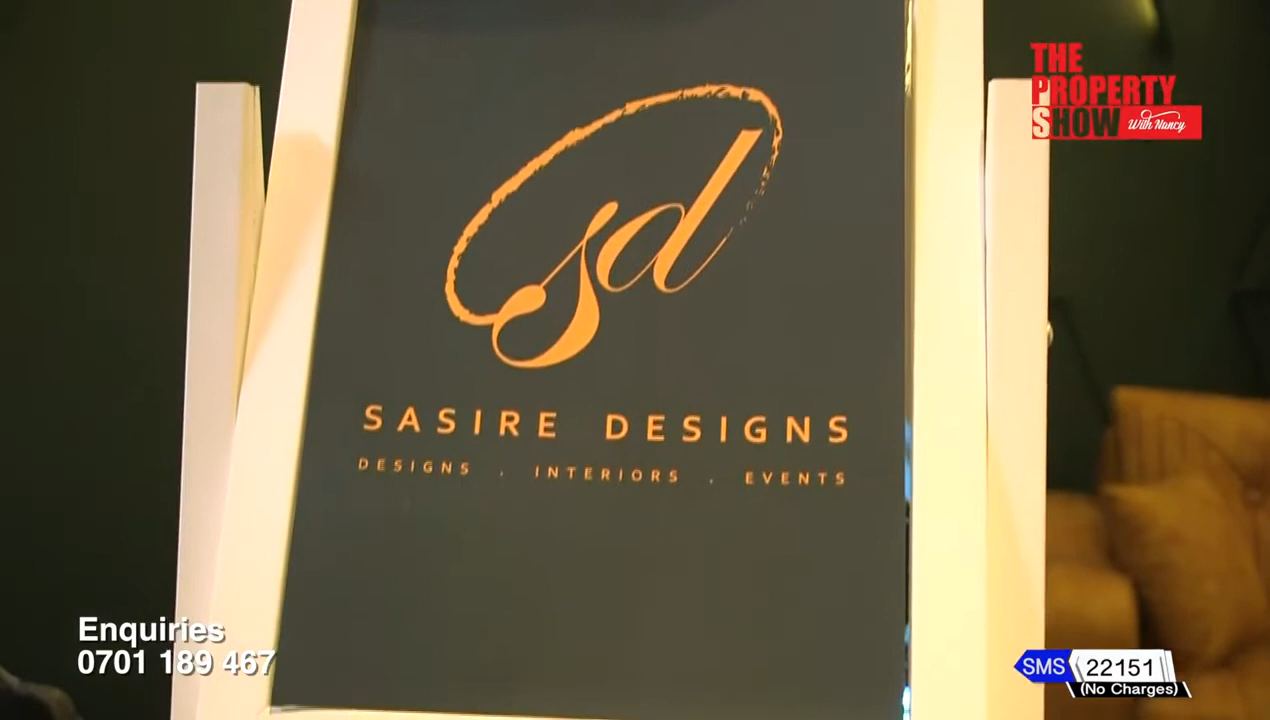 THE
PROPERTY
SHOW With Nancy
sd
SASIRE DESIGNS
DESIGNS . INTERIORS . EVENTS
Enquiries
0701 189 467
SMS 22151
(No Charges)